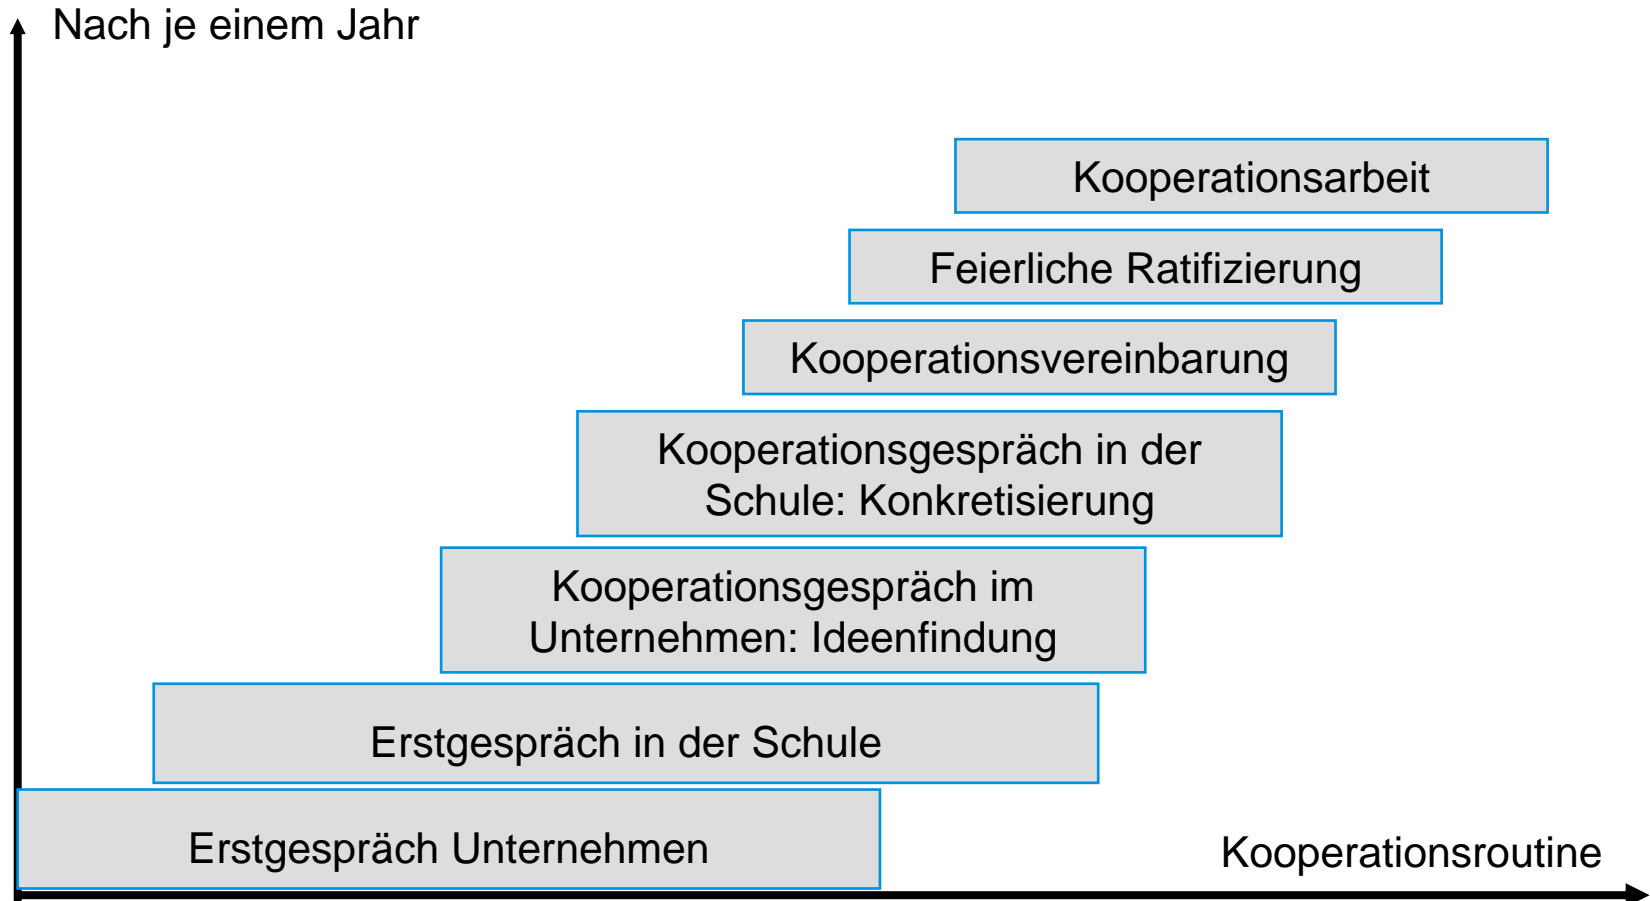 Nach je einem Jahr
Kooperationsarbeit
Feierliche Ratifizierung
Kooperationsvereinbarung
Kooperationsgespräch in der
Schule: Konkretisierung
Kooperationsgespräch im
Unternehmen: Ideenfindung
Erstgespräch in der Schule
Erstgespräch Unternehmen
Kooperationsroutine